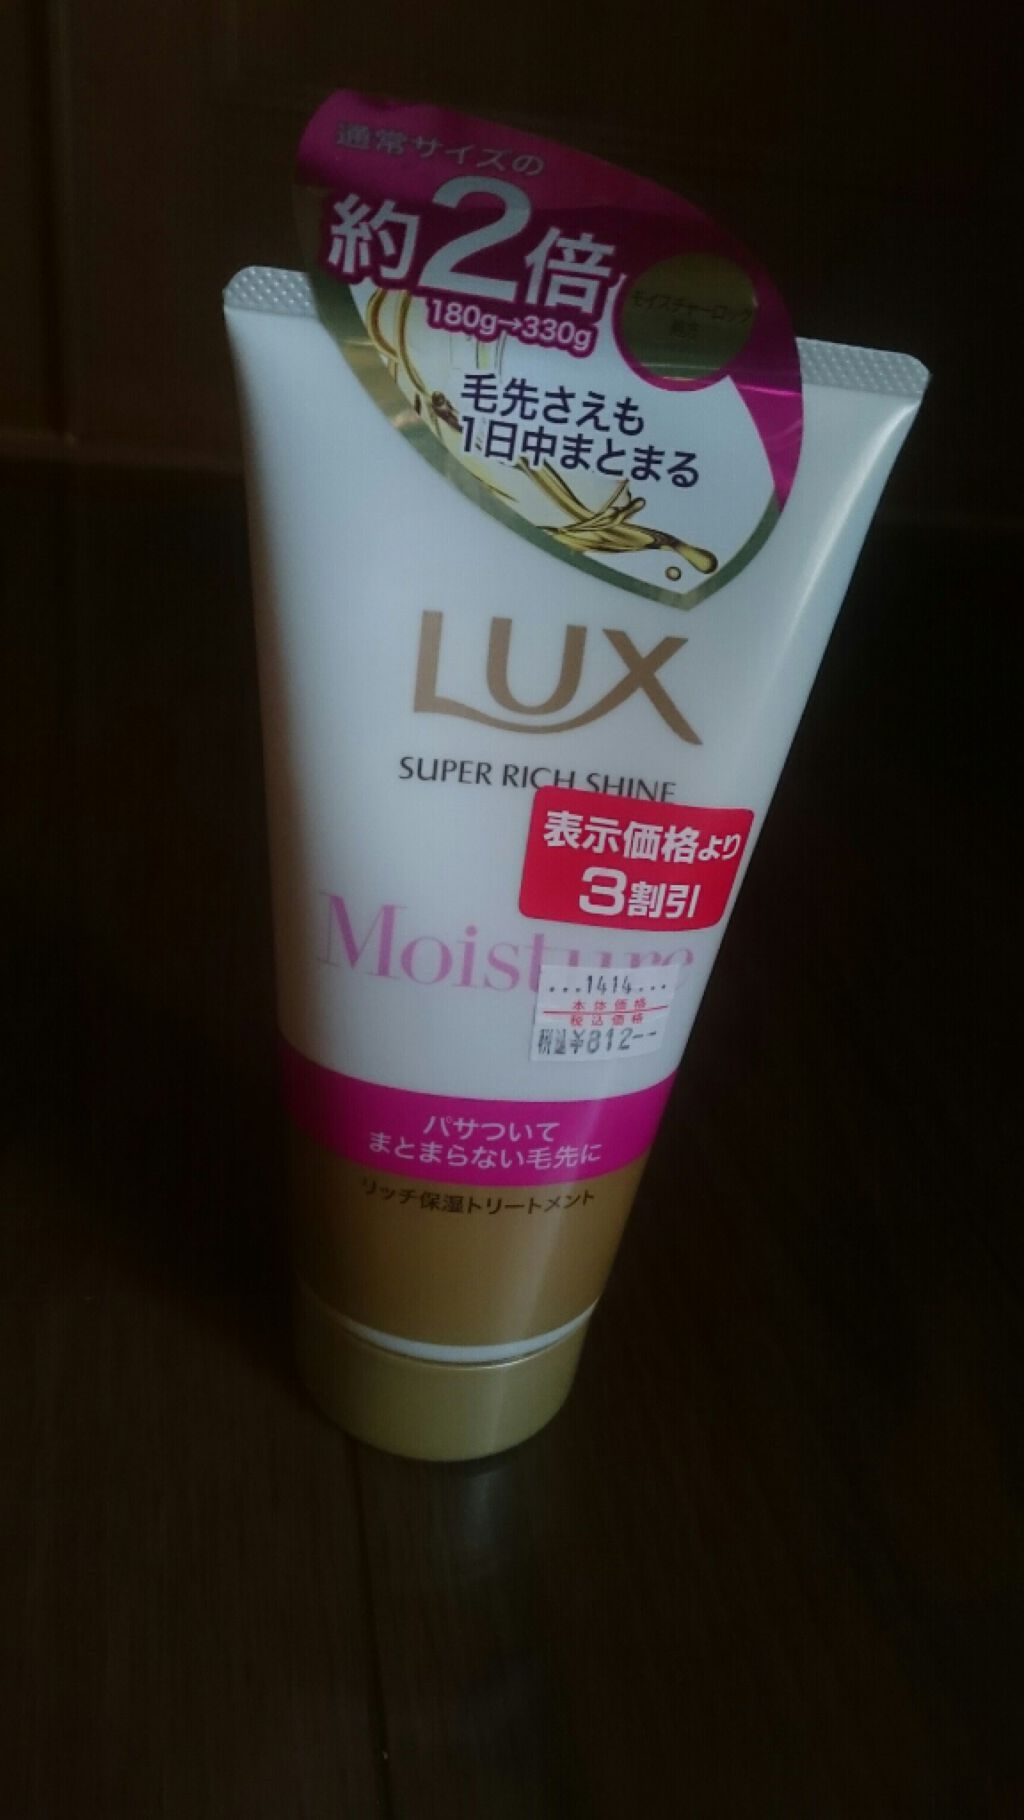 通常サイズの
約2倍
180g→330g
モイスチャーロック
毛先さえも
1日中まとまる
LUX
SUPER RICH SHINE
表示価格より
3割引
Moisture
...1414...
本体価格
税込価格
税込¥812--
パサついて
まとまらない毛先に
リッチ保湿トリートメント